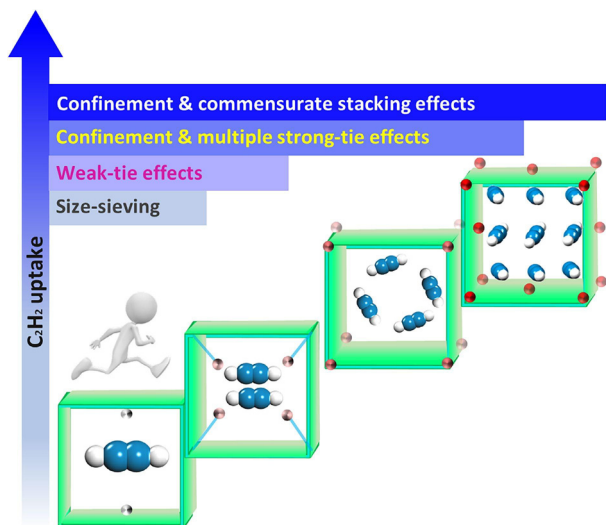 Confinement & commensurate stacking effects
Confinement & multiple strong-tie effects
Weak-tie effects
Size-sieving
C₂H₂ uptake